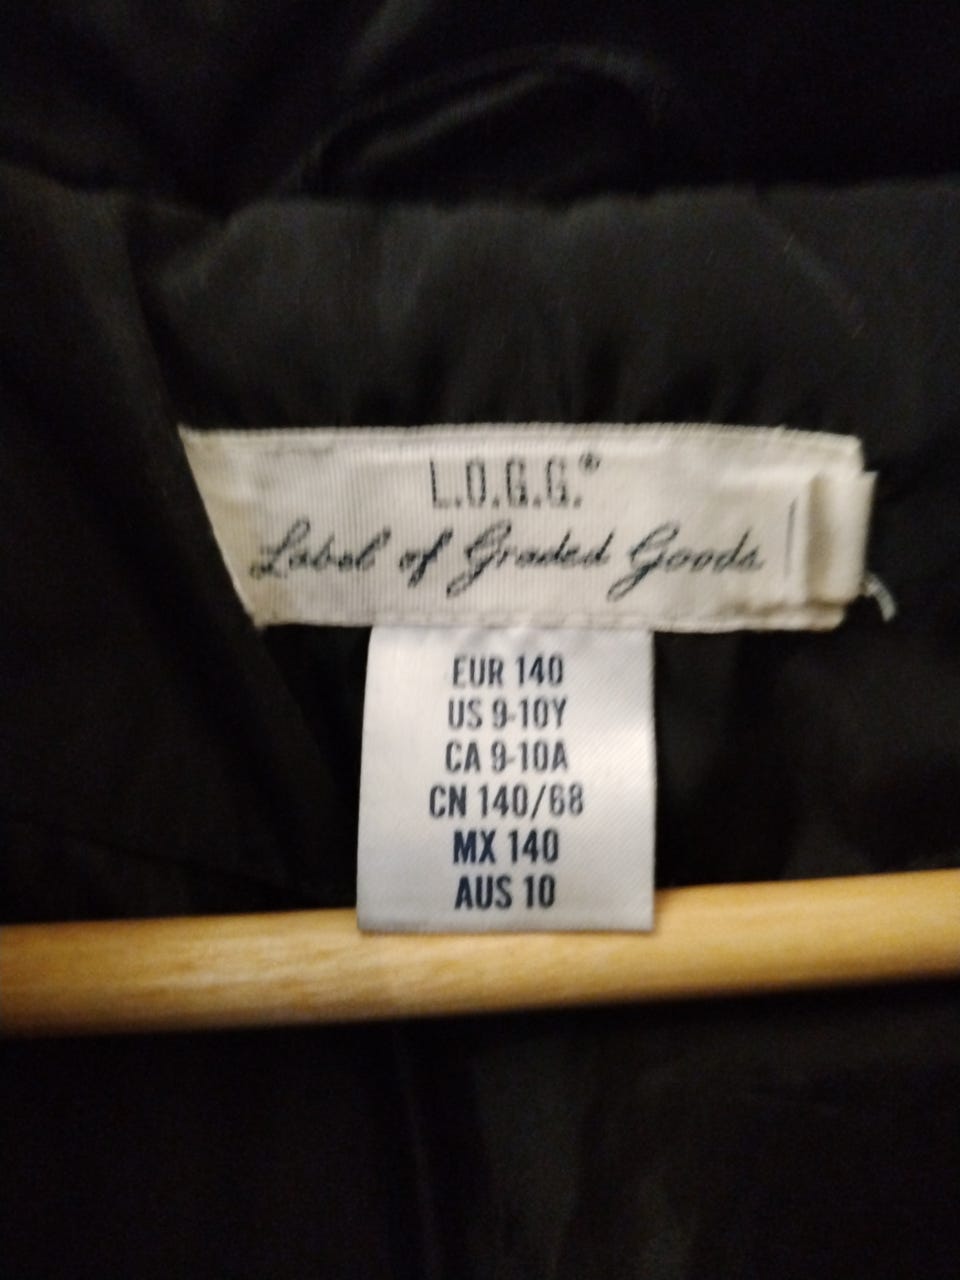 L.O.G.G.®
Label of Graded Goods
EUR 140
US 9-10Y
CA 9-10A
CN 140/68
MX 140
AUS 10